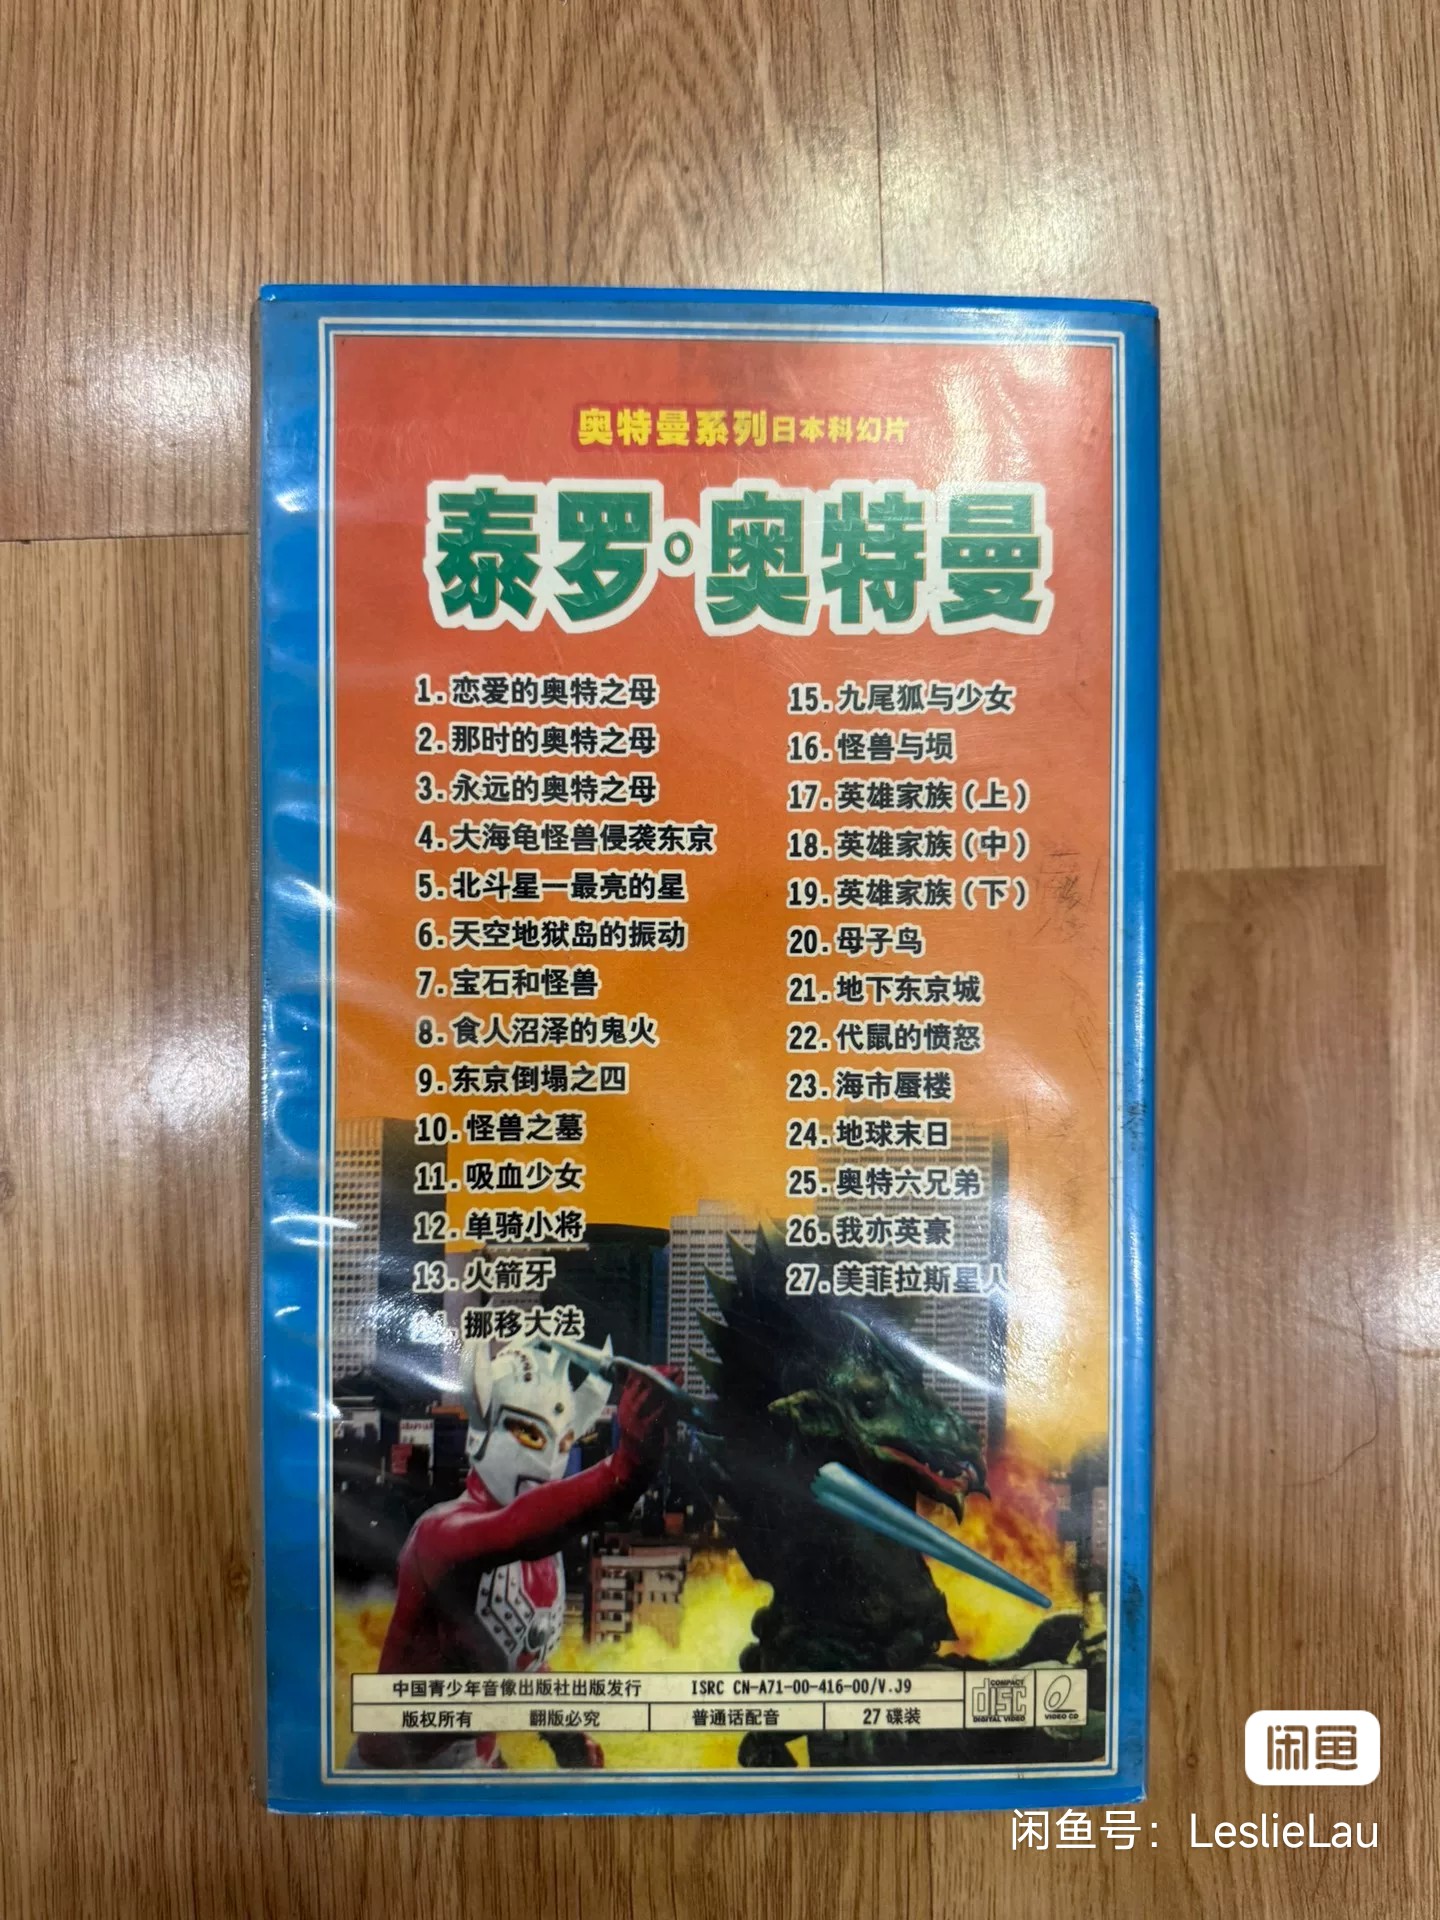 奥特曼系列日本科幻片
泰罗·奥特曼
1.恋爱的奥特之母
2.那时的奥特之母
3.永远的奥特之母
4.大海龟怪兽侵袭东京
5.北斗星一最亮的星
6.天空地狱岛的振动
7.宝石和怪兽
8.食人沼泽的鬼火
9.东京倒塌之四
10.怪兽之墓
11.吸血少女
12.单骑小将
13.火箭牙
14.挪移大法
15.九尾狐与少女
16.怪兽与埙
17.英雄家族(上)
18.英雄家族(中)
19.英雄家族(下)
20.母子鸟
21.地下东京城
22.代鼠的愤怒
23.海市蜃楼
24.地球末日
25.奥特六兄弟
26.我亦英豪
27.美菲拉斯星人
中国青少年音像出版社出版发行 ISRC CN-A71-00-416-00/V.J9
版权所有 翻版必究 普通话配音 27碟装
COMPACT
disc
DIGITAL VIDEO
VIDEO CD
闲鱼
闲鱼号：LeslieLau